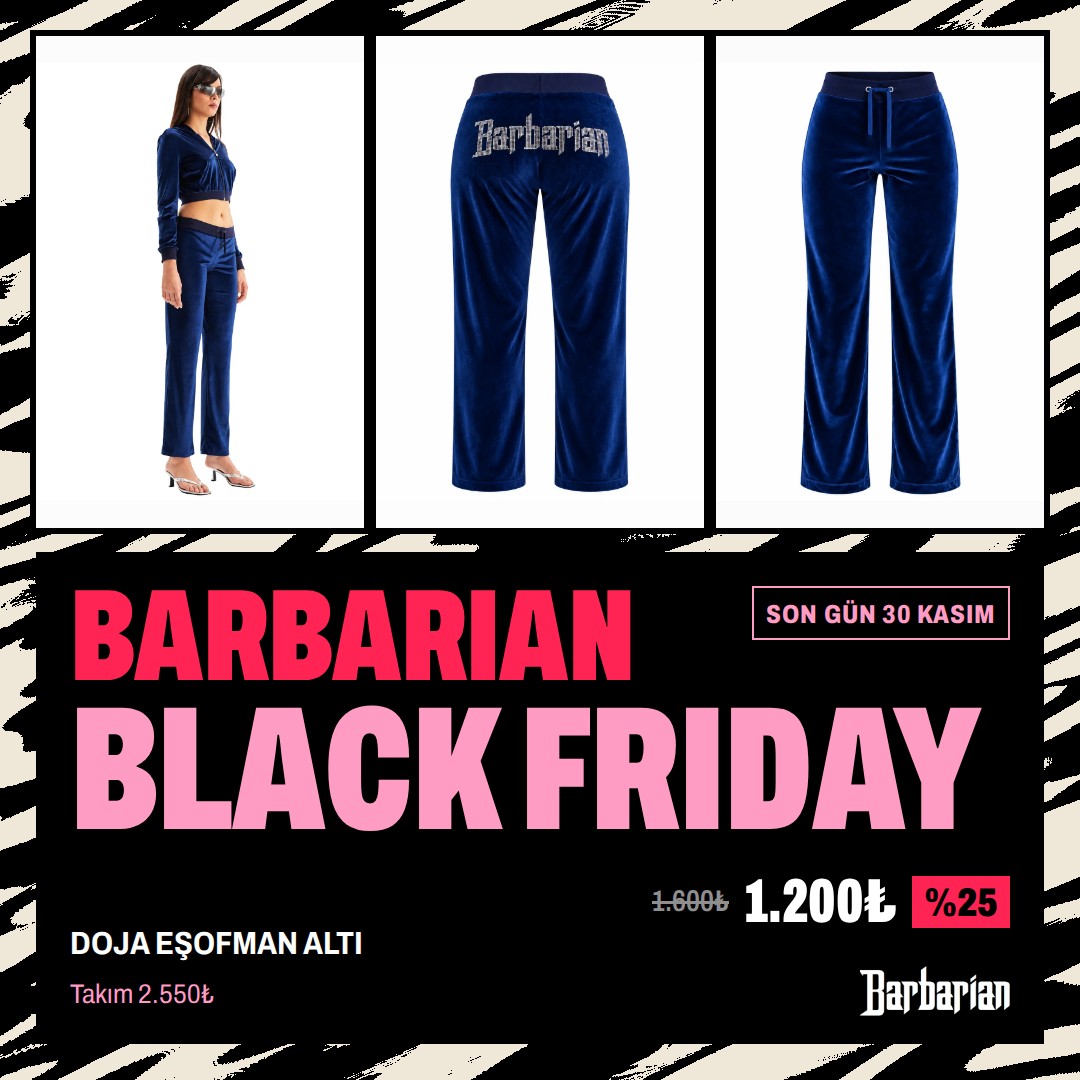 Barbarian
BARBARIAN
SON GÜN 30 KASIM
BLACK FRIDAY
1.600₺ 1.200₺ %25
DOJA EŞOFMAN ALTI
Takım 2.550₺
Barbarian